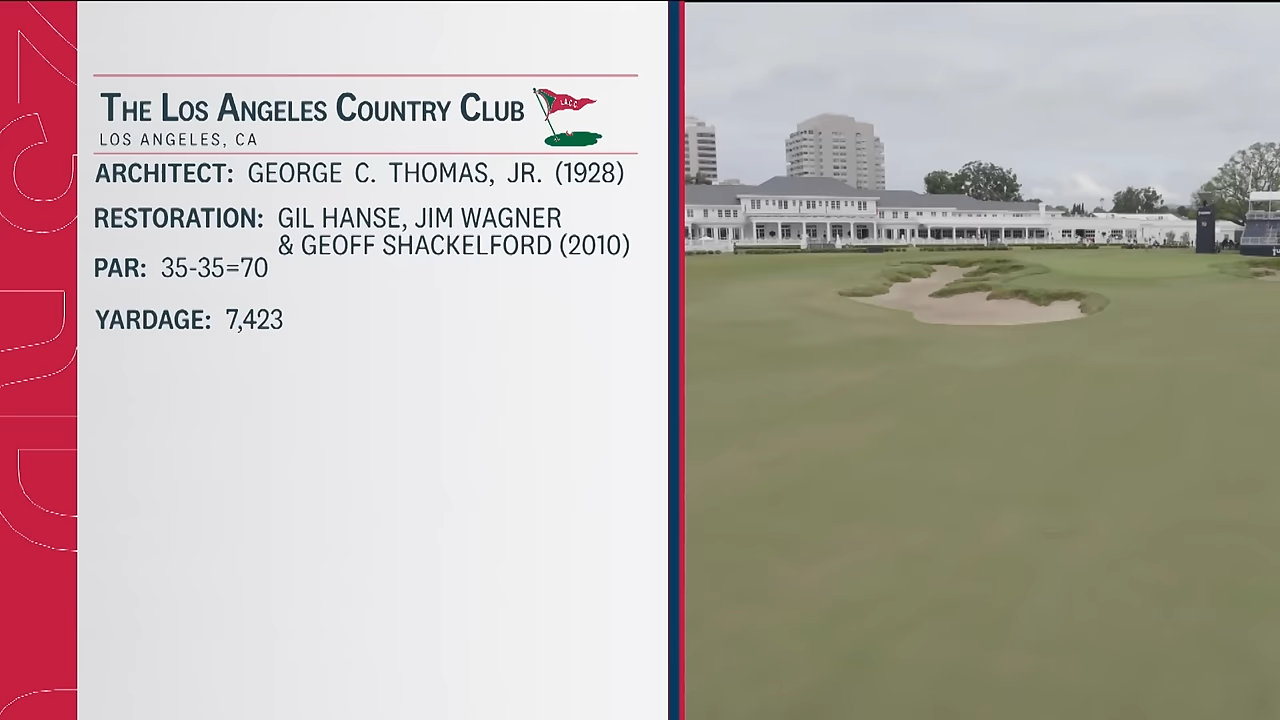 THE LOS ANGELES COUNTRY CLUB
LACC
LOS ANGELES, CA
ARCHITECT: GEORGE C. THOMAS, JR. (1928)
RESTORATION: GIL HANSE, JIM WAGNER
& GEOFF SHACKELFORD (2010)
PAR: 35-35=70
YARDAGE: 7,423